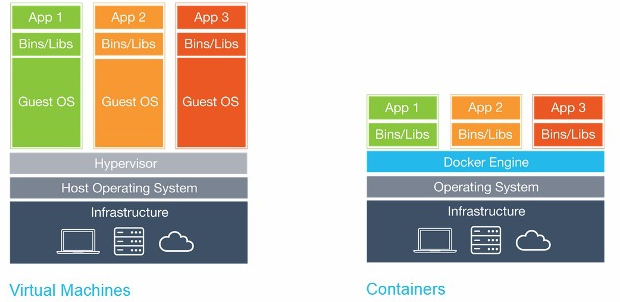 App 1 App 2 App 3
Bins/Libs Bins/Libs Bins/Libs
Guest OS Guest OS Guest OS
Hypervisor
Host Operating System
Infrastructure
Virtual Machines
App 1 App 2 App 3
Bins/Libs Bins/Libs Bins/Libs
Docker Engine
Operating System
Infrastructure
Containers